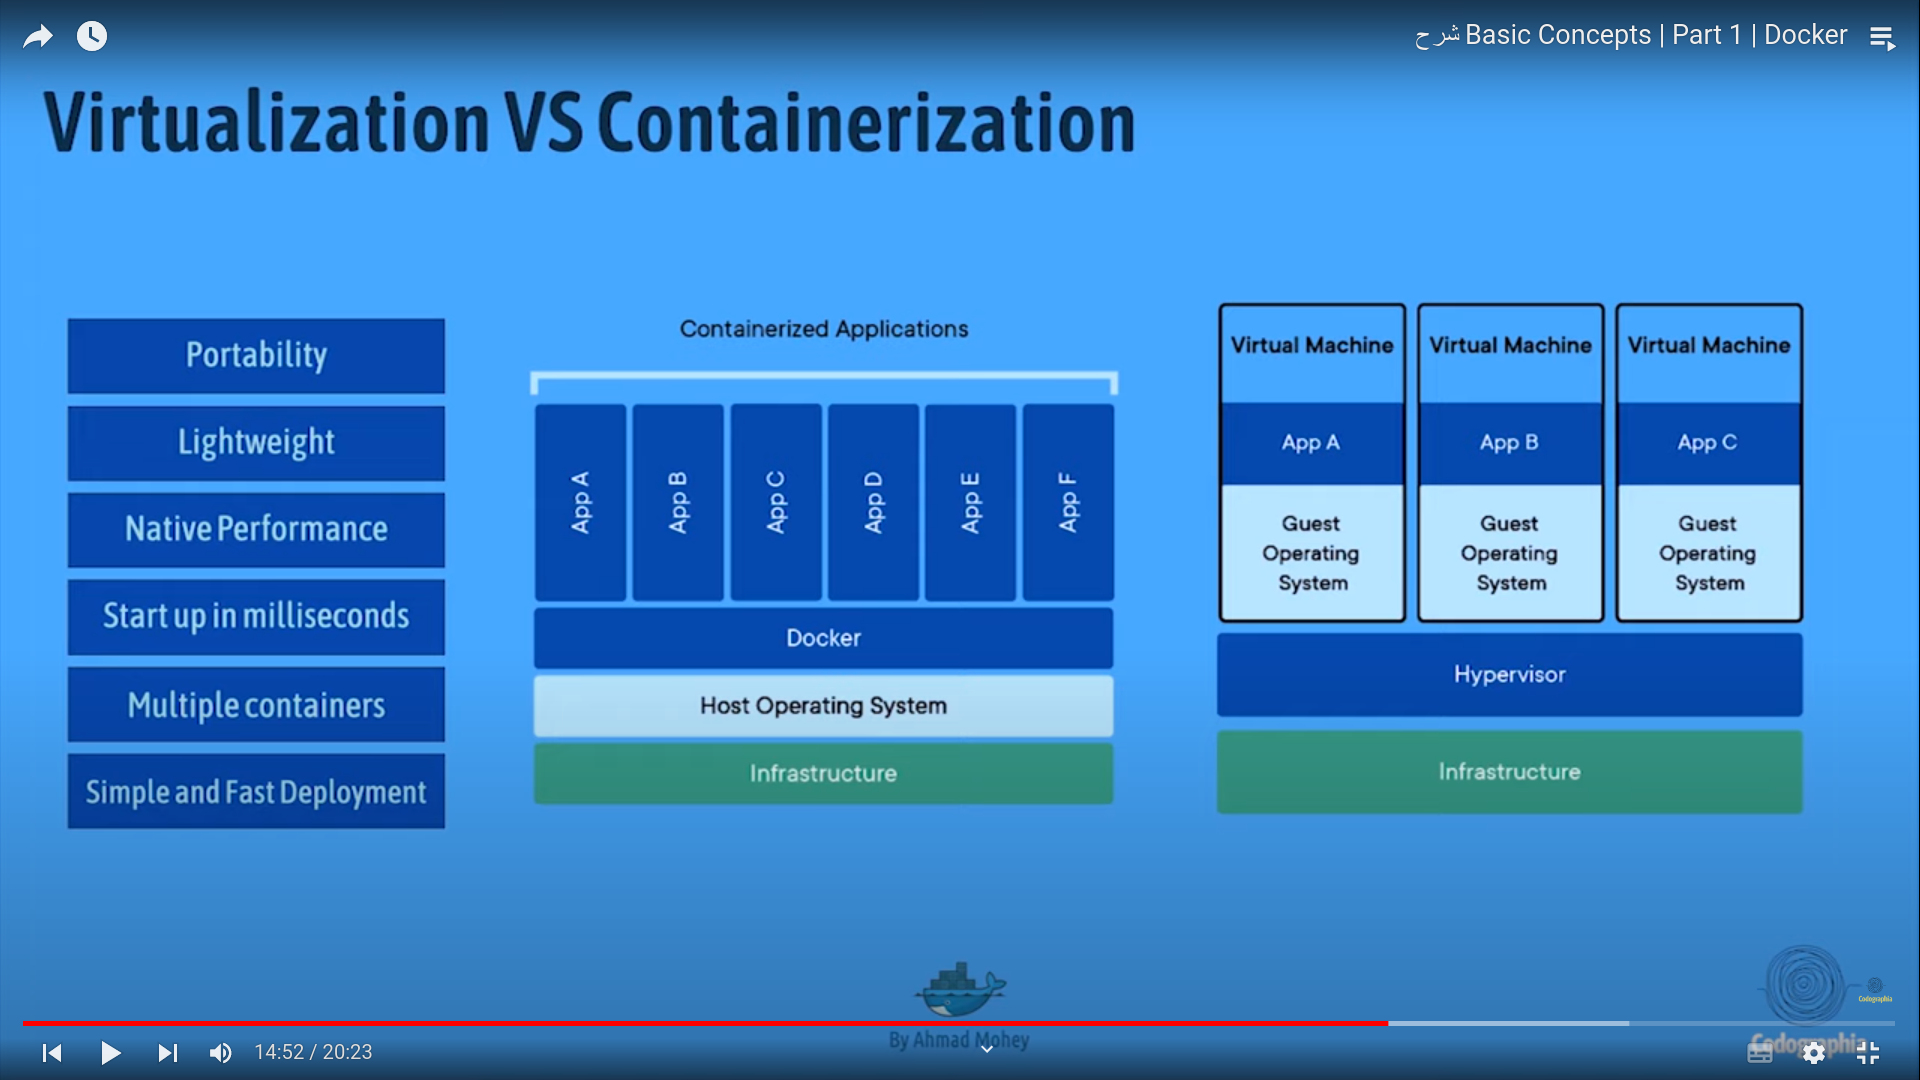 شرح Basic Concepts | Part 1 | Docker
Virtualization VS Containerization
Portability
Lightweight
Native Performance
Start up in milliseconds
Multiple containers
Simple and Fast Deployment
Containerized Applications
App A
App B
App C
App D
App E
App F
Docker
Host Operating System
Infrastructure
Virtual Machine
App A
Guest
Operating
System
Virtual Machine
App B
Guest
Operating
System
Virtual Machine
App C
Guest
Operating
System
Hypervisor
Infrastructure
Codographia
By Ahmad Mohey
Codographia
14:52 / 20:23